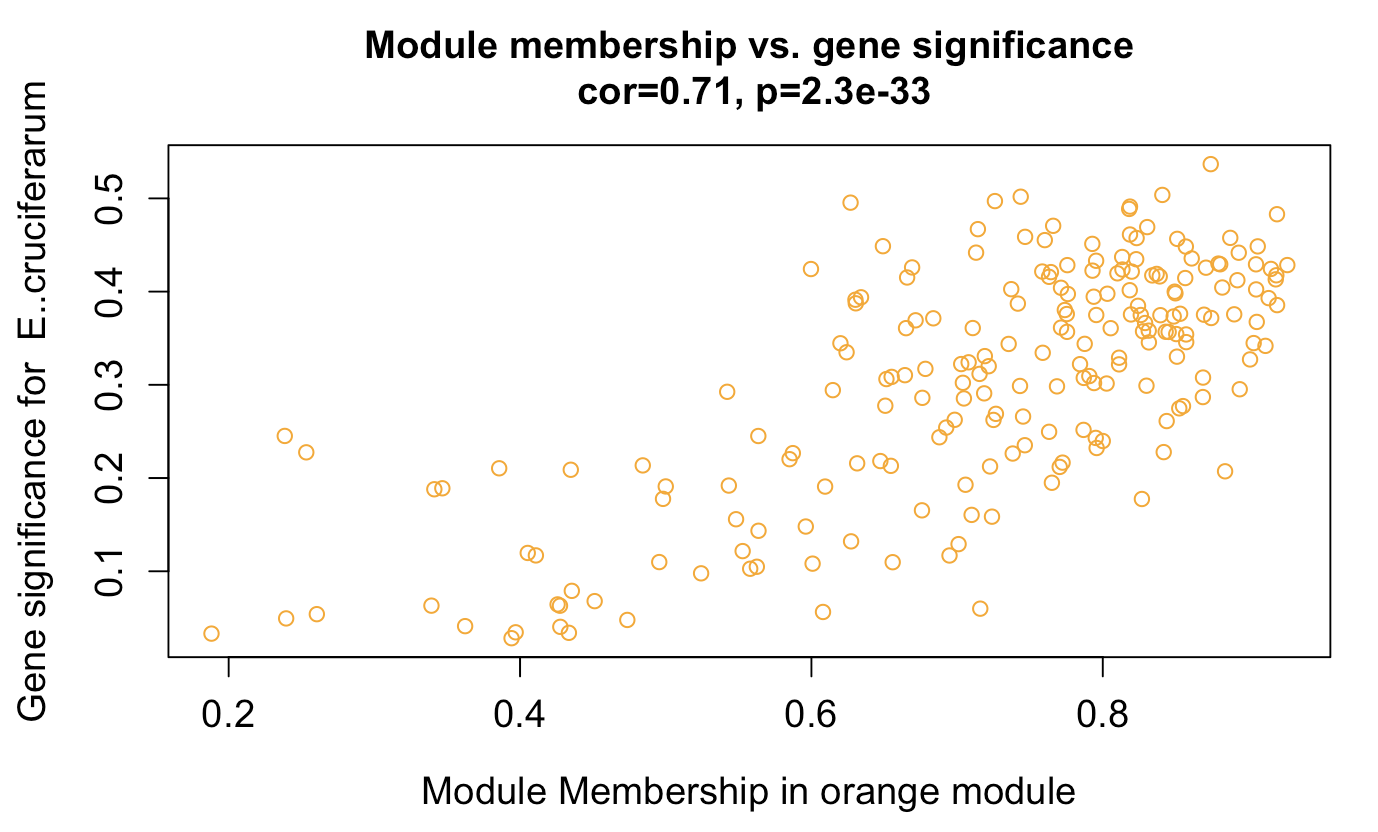 Module membership vs. gene significance
cor=0.71, p=2.3e-33
Gene significance for  E..cruciferarum
0.5
0.4
0.3
0.2
0.1
0.2 0.4 0.6 0.8
Module Membership in orange module